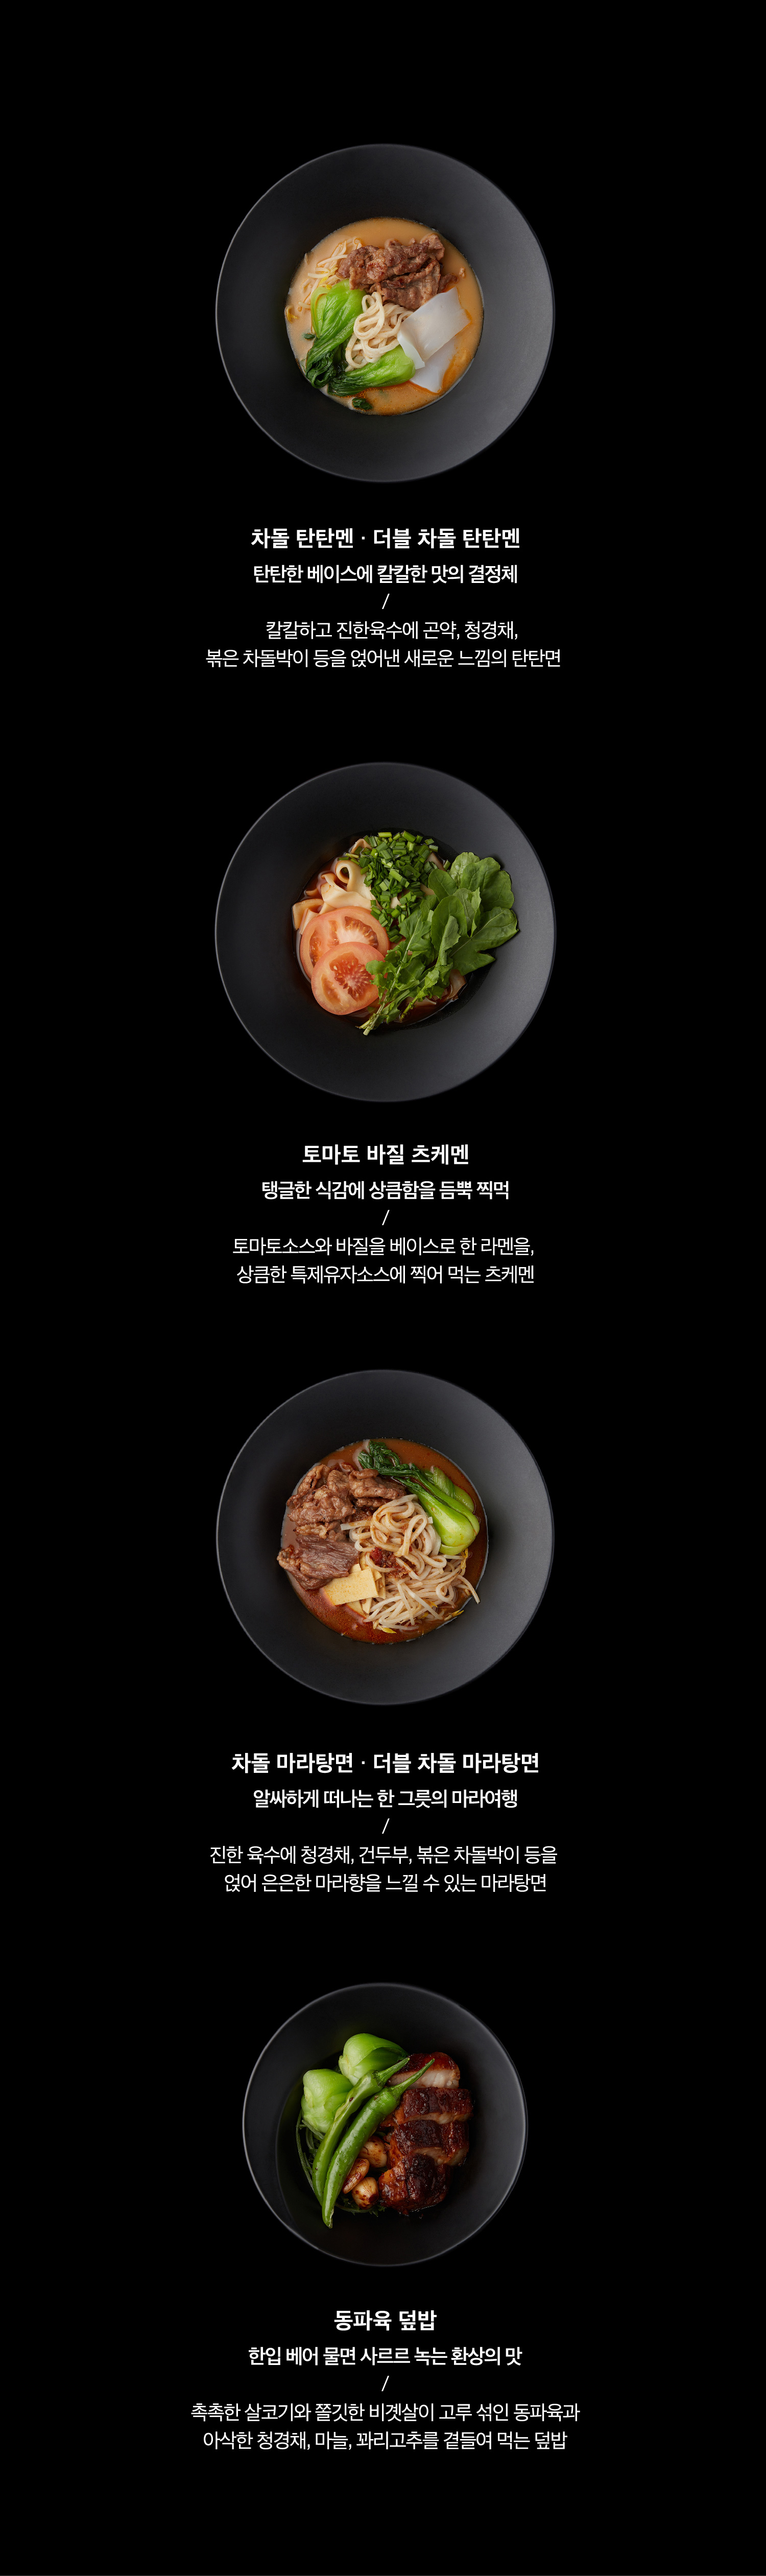 차돌 탄탄멘 · 더블 차돌 탄탄멘
탄탄한 베이스에 칼칼한 맛의 결정체
/
칼칼하고 진한육수에 곤약, 청경채,
볶은 차돌박이 등을 얹어낸 새로운 느낌의 탄탄면
토마토 바질 츠케멘
탱글한 식감에 상큼함을 듬뿍 찍먹
/
토마토소스와 바질을 베이스로 한 라멘을,
상큼한 특제유자소스에 찍어 먹는 츠케멘
차돌 마라탕면 · 더블 차돌 마라탕면
알싸하게 떠나는 한 그릇의 마라여행
/
진한 육수에 청경채, 건두부, 볶은 차돌박이 등을
얹어 은은한 마라향을 느낄 수 있는 마라탕면
동파육 덮밥
한입 베어 물면 사르르 녹는 환상의 맛
/
촉촉한 살코기와 쫄깃한 비곗살이 고루 섞인 동파육과
아삭한 청경채, 마늘, 꽈리고추를 곁들여 먹는 덮밥